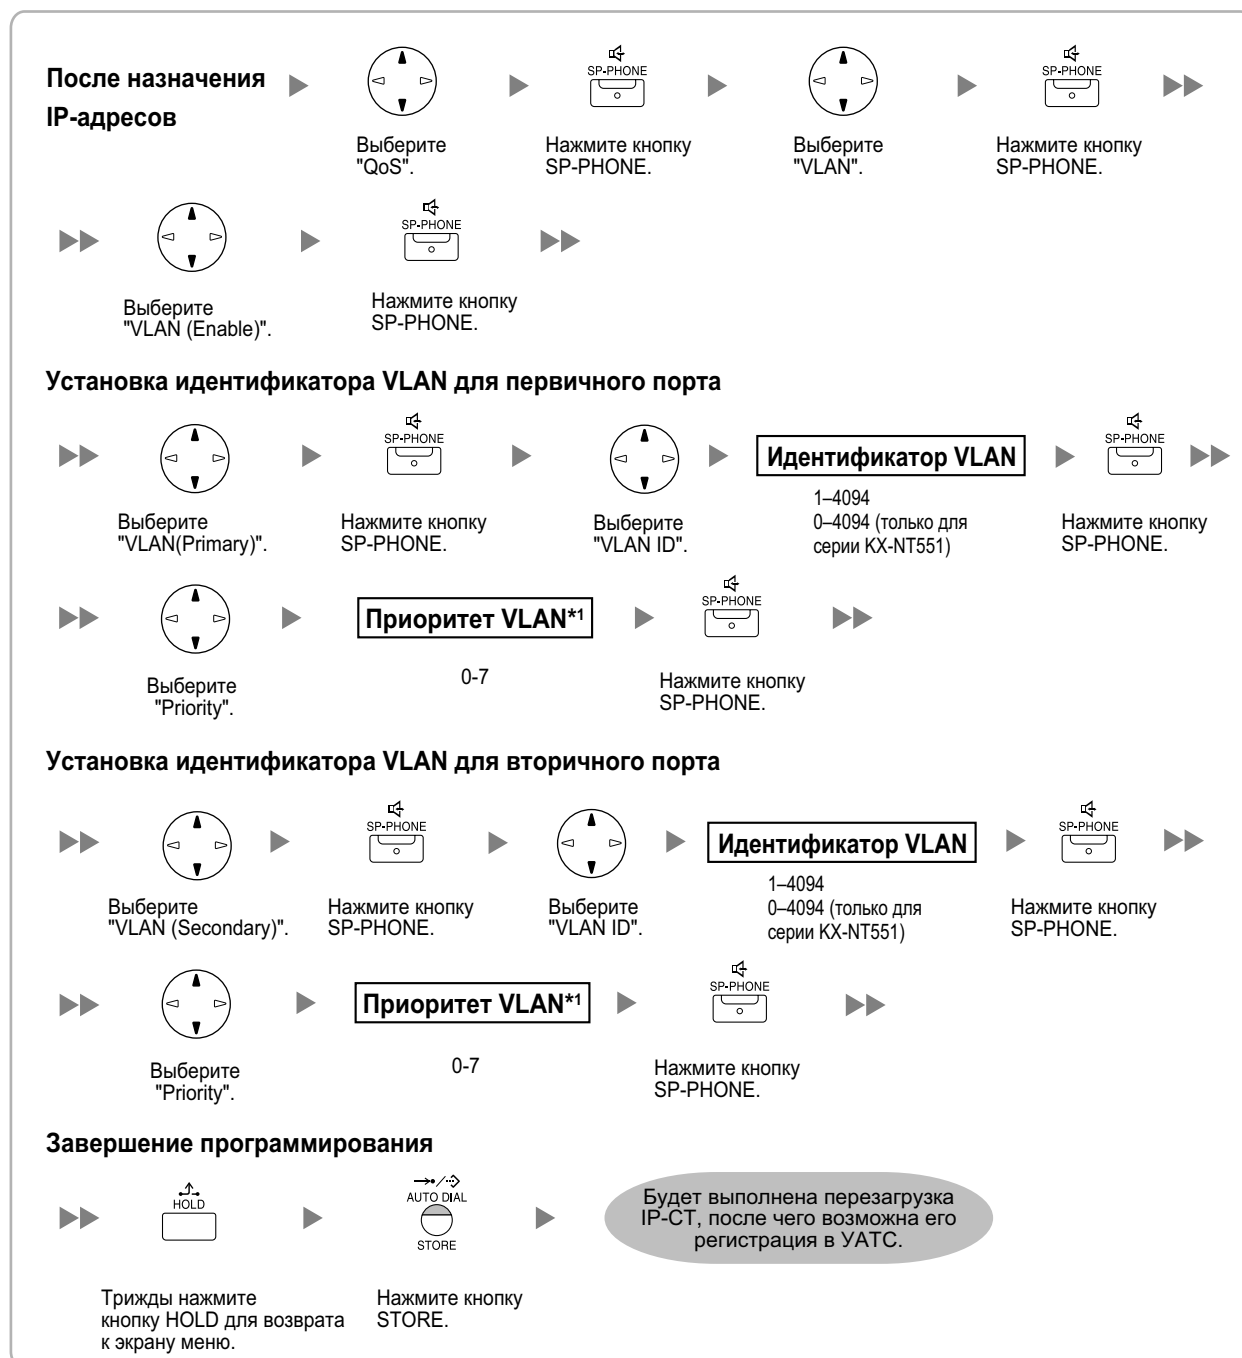 После назначения
IP-адресов
SP-PHONE
SP-PHONE
Выберите
"QoS".
Нажмите кнопку
SP-PHONE.
Выберите
"VLAN".
Нажмите кнопку
SP-PHONE.
SP-PHONE
Выберите
"VLAN (Enable)".
Нажмите кнопку
SP-PHONE.
Установка идентификатора VLAN для первичного порта
SP-PHONE
Идентификатор VLAN
SP-PHONE
Выберите
"VLAN(Primary)".
Нажмите кнопку
SP-PHONE.
Выберите
"VLAN ID".
1–4094
0–4094 (только для
серии KX-NT551)
Нажмите кнопку
SP-PHONE.
Приоритет VLAN*1
SP-PHONE
Выберите
"Priority".
0-7
Нажмите кнопку
SP-PHONE.
Установка идентификатора VLAN для вторичного порта
SP-PHONE
Идентификатор VLAN
SP-PHONE
Выберите
"VLAN (Secondary)".
Нажмите кнопку
SP-PHONE.
Выберите
"VLAN ID".
1–4094
0–4094 (только для
серии KX-NT551)
Нажмите кнопку
SP-PHONE.
Приоритет VLAN*1
SP-PHONE
Выберите
"Priority".
0-7
Нажмите кнопку
SP-PHONE.
Завершение программирования
HOLD
AUTO DIAL
STORE
Будет выполнена перезагрузка
IP-СТ, после чего возможна его
регистрация в УАТС.
Трижды нажмите
кнопку HOLD для возврата
к экрану меню.
Нажмите кнопку
STORE.